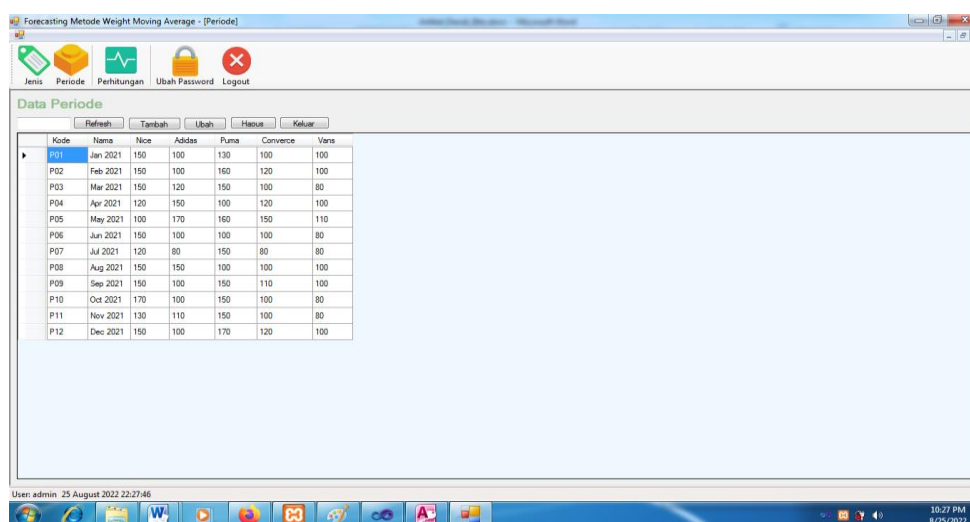 Forecasting Metode Weight Moving Average - [Periode]
Jenis Periode Perhitungan Ubah Password Logout
Data Periode
Refresh Tambah Ubah Hapus Keluar
Kode Nama Nice Adidas Puma Converce Vans
P01 Jan 2021 150 100 130 100 100
P02 Feb 2021 150 100 160 120 100
P03 Mar 2021 150 120 150 100 80
P04 Apr 2021 120 150 100 120 100
P05 May 2021 100 170 160 150 110
P06 Jun 2021 150 100 100 100 80
P07 Jul 2021 120 80 150 80 80
P08 Aug 2021 150 150 100 100 100
P09 Sep 2021 150 100 150 110 100
P10 Oct 2021 170 100 150 100 80
P11 Nov 2021 130 110 150 100 80
P12 Dec 2021 150 100 170 120 100
User: admin 25 August 2022 22:27:46
10:27 PM
8/25/2022